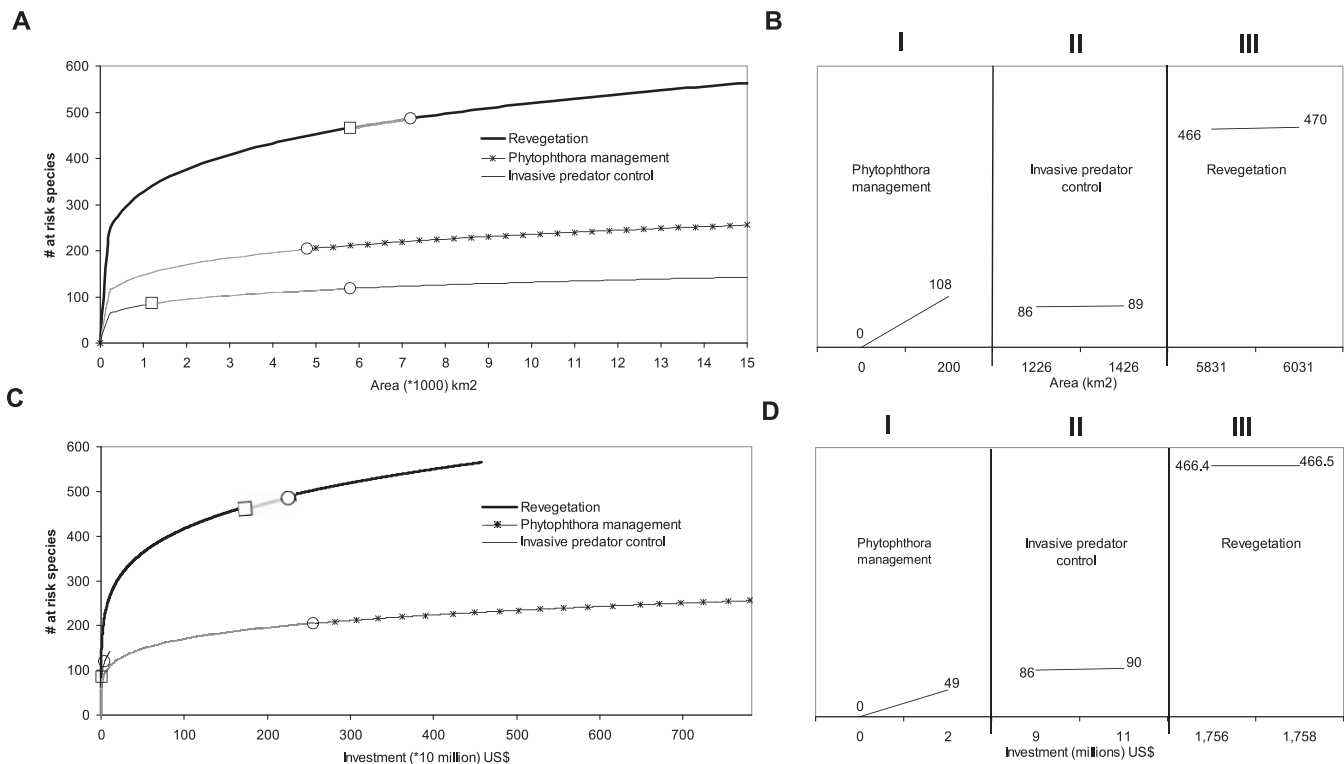 A
600
500
400
300
200
100
0
# at risk species
Revegetation
Phytophthora management
Invasive predator control
0 1 2 3 4 5 6 7 8 9 10 11 12 13 14 15
Area (*1000) km2
B
I II III
Phytophthora
management
Invasive predator
control
Revegetation
0
108
86
89
466
470
0 200 1226 1426 5831 6031
Area (km2)
C
600
500
400
300
200
100
0
# at risk species
Revegetation
Phytophthora management
Invasive predator control
0 100 200 300 400 500 600 700
Investment (*10 million) US$
D
I II III
Phytophthora
management
Invasive predator
control
Revegetation
0
49
86
90
466.4
466.5
0 2 9 11 1,756 1,758
Investment (millions) US$